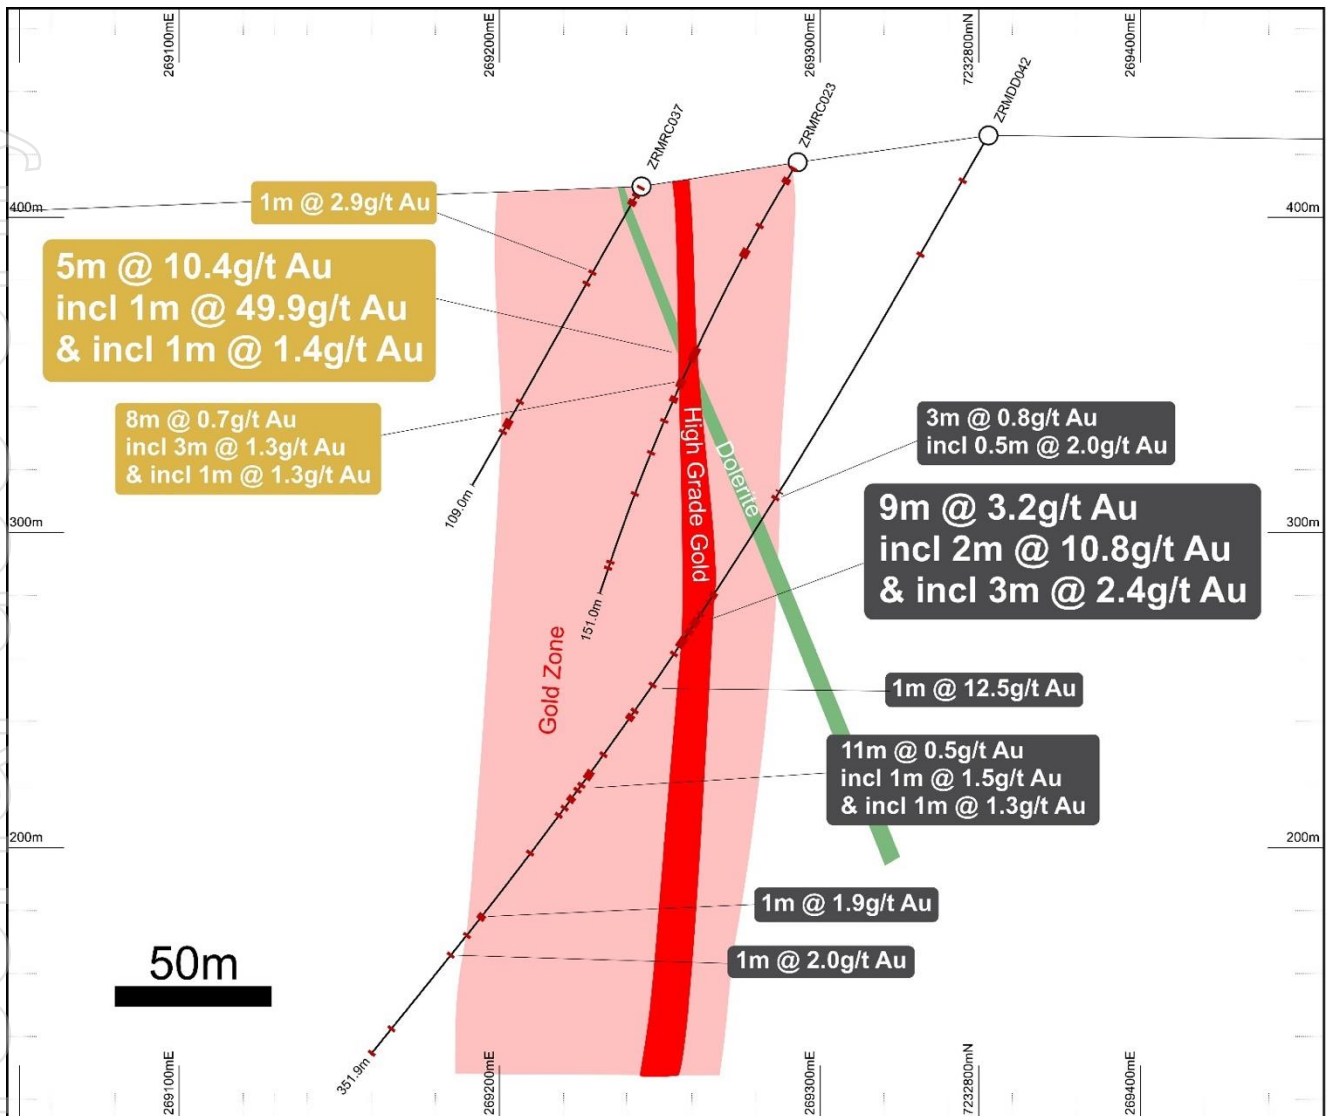 269100mE
269200mE
269300mE
7232800mN
269400mE
ZRMRC037
ZRMRC023
ZRMDD042
400m
400m
1m @ 2.9g/t Au
5m @ 10.4g/t Au
incl 1m @ 49.9g/t Au
& incl 1m @ 1.4g/t Au
8m @ 0.7g/t Au
incl 3m @ 1.3g/t Au
& incl 1m @ 1.3g/t Au
3m @ 0.8g/t Au
incl 0.5m @ 2.0g/t Au
High Grade Gold
Dolerite
109.0m
300m
300m
9m @ 3.2g/t Au
incl 2m @ 10.8g/t Au
& incl 3m @ 2.4g/t Au
151.0m
Gold Zone
1m @ 12.5g/t Au
11m @ 0.5g/t Au
incl 1m @ 1.5g/t Au
& incl 1m @ 1.3g/t Au
200m
200m
1m @ 1.9g/t Au
1m @ 2.0g/t Au
50m
351.9m
269100mE
269200mE
269300mE
7232800mN
269400mE